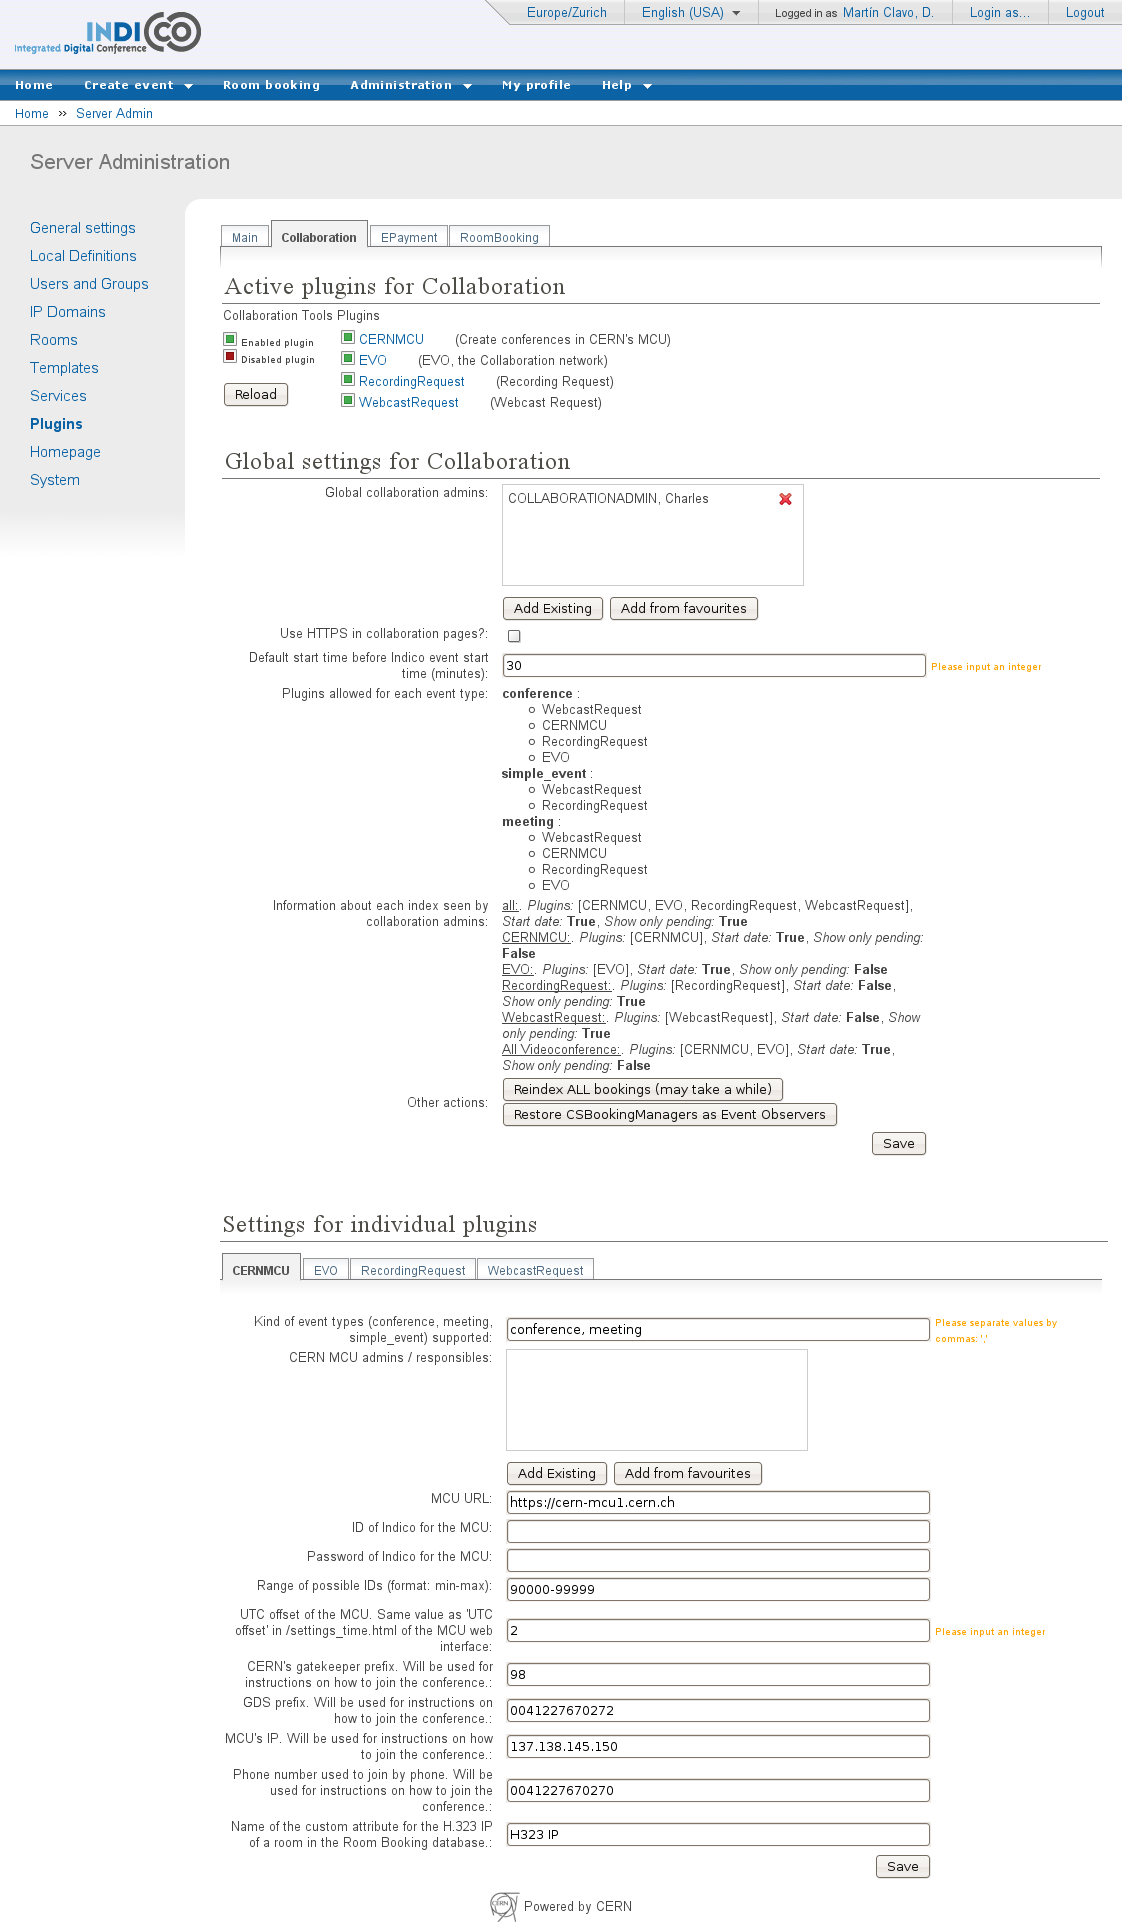 Europe/Zurich English (USA) Logged in as Martín Clavo, D. Login as... Logout
INDICO
Integrated Digital Conference
Home Create event Room booking Administration My profile Help
Home » Server Admin
Server Administration
General settings
Local Definitions
Users and Groups
IP Domains
Rooms
Templates
Services
Plugins
Homepage
System
Main Collaboration EPayment RoomBooking
Active plugins for Collaboration
Collaboration Tools Plugins
Enabled plugin
Disabled plugin
Reload
CERNMCU (Create conferences in CERN's MCU)
EVO (EVO, the Collaboration network)
RecordingRequest (Recording Request)
WebcastRequest (Webcast Request)
Global settings for Collaboration
Global collaboration admins: COLLABORATIONADMIN, Charles
Add Existing Add from favourites
Use HTTPS in collaboration pages?:
Default start time before Indico event start
time (minutes): 30 Please input an integer
Plugins allowed for each event type: conference :
WebcastRequest
CERNMCU
RecordingRequest
EVO
simple_event :
WebcastRequest
RecordingRequest
meeting :
WebcastRequest
CERNMCU
RecordingRequest
EVO
Information about each index seen by
collaboration admins:
all:. Plugins: [CERNMCU, EVO, RecordingRequest, WebcastRequest],
Start date: True, Show only pending: True
CERNMCU:. Plugins: [CERNMCU], Start date: True, Show only pending:
False
EVO:. Plugins: [EVO], Start date: True, Show only pending: False
RecordingRequest:. Plugins: [RecordingRequest], Start date: False,
Show only pending: True
WebcastRequest:. Plugins: [WebcastRequest], Start date: False, Show
only pending: True
All Videoconference:. Plugins: [CERNMCU, EVO], Start date: True,
Show only pending: False
Other actions:
Reindex ALL bookings (may take a while)
Restore CSBookingManagers as Event Observers
Save
Settings for individual plugins
CERNMCU EVO RecordingRequest WebcastRequest
Kind of event types (conference, meeting,
simple_event) supported: conference, meeting
Please separate values by
commas: ','
CERN MCU admins / responsibles:
Add Existing Add from favourites
MCU URL: https://cern-mcu1.cern.ch
ID of Indico for the MCU:
Password of Indico for the MCU:
Range of possible IDs (format: min-max): 90000-99999
UTC offset of the MCU. Same value as 'UTC
offset' in /settings_time.html of the MCU web
interface: 2 Please input an integer
CERN's gatekeeper prefix. Will be used for
instructions on how to join the conference.: 98
GDS prefix. Will be used for instructions on
how to join the conference.: 0041227670272
MCU's IP. Will be used for instructions on how
to join the conference.: 137.138.145.150
Phone number used to join by phone. Will be
used for instructions on how to join the
conference.: 0041227670270
Name of the custom attribute for the H.323 IP
of a room in the Room Booking database.: H323 IP
Save
CERN Powered by CERN